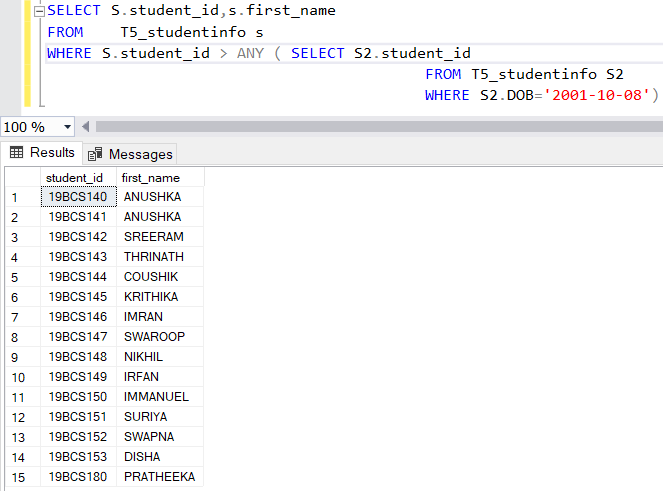 SELECT S.student_id,s.first_name
FROM T5_studentinfo s
WHERE S.student_id > ANY ( SELECT S2.student_id
FROM T5_studentinfo S2
WHERE S2.DOB='2001-10-08')
100 %
Results Messages
student_id first_name
1 19BCS140 ANUSHKA
2 19BCS141 ANUSHKA
3 19BCS142 SREERAM
4 19BCS143 THRINATH
5 19BCS144 COUSHIK
6 19BCS145 KRITHIKA
7 19BCS146 IMRAN
8 19BCS147 SWAROOP
9 19BCS148 NIKHIL
10 19BCS149 IRFAN
11 19BCS150 IMMANUEL
12 19BCS151 SURIYA
13 19BCS152 SWAPNA
14 19BCS153 DISHA
15 19BCS180 PRATHEEKA